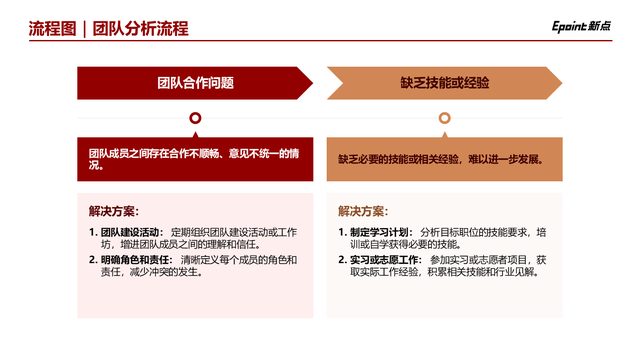 流程图｜团队分析流程
Epoint新点
团队合作问题
缺乏技能或经验
团队成员之间存在合作不顺畅、意见不统一的情
况。
缺乏必要的技能或相关经验，难以进一步发展。
解决方案：
1. 团队建设活动： 定期组织团队建设活动或工作
坊，增进团队成员之间的理解和信任。
2. 明确角色和责任： 清晰定义每个成员的角色和
责任，减少冲突的发生。
解决方案：
1. 制定学习计划： 分析目标职位的技能要求，培
训或自学获得必要的技能。
2. 实习或志愿工作： 参加实习或志愿者项目，获
取实际工作经验，积累相关技能和行业见解。